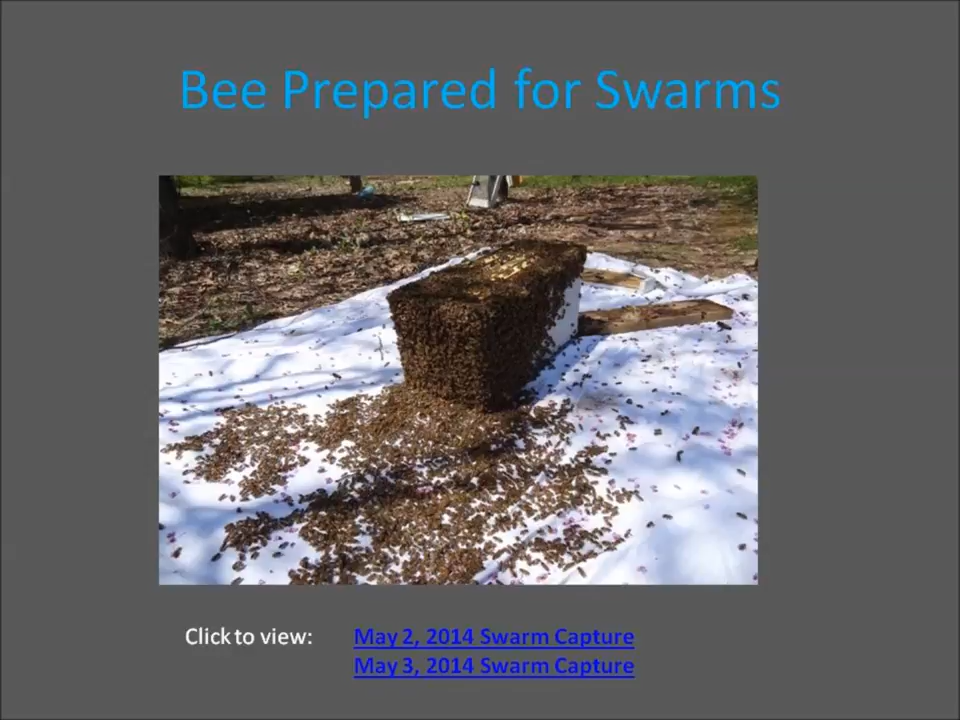 Bee Prepared for Swarms
Click to view: May 2, 2014 Swarm Capture
May 3, 2014 Swarm Capture